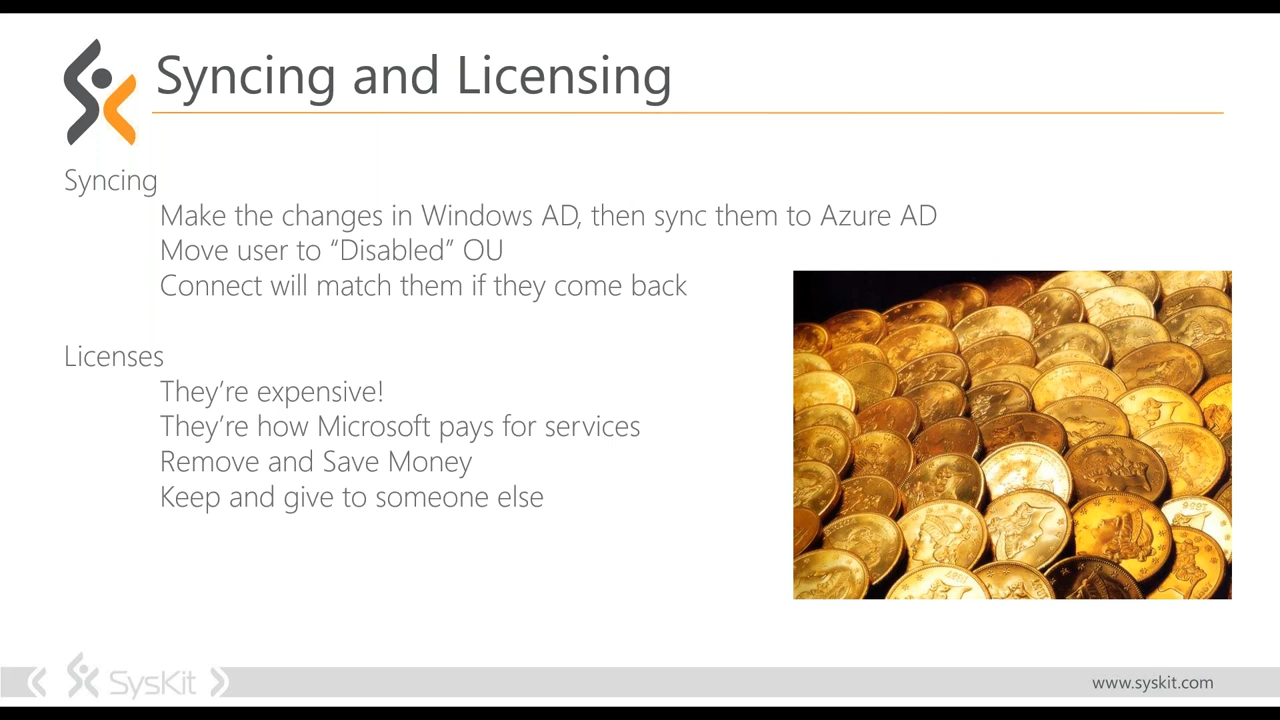 Syncing and Licensing
Syncing
Make the changes in Windows AD, then sync them to Azure AD
Move user to “Disabled” OU
Connect will match them if they come back
Licenses
They’re expensive!
They’re how Microsoft pays for services
Remove and Save Money
Keep and give to someone else
SysKit
www.syskit.com